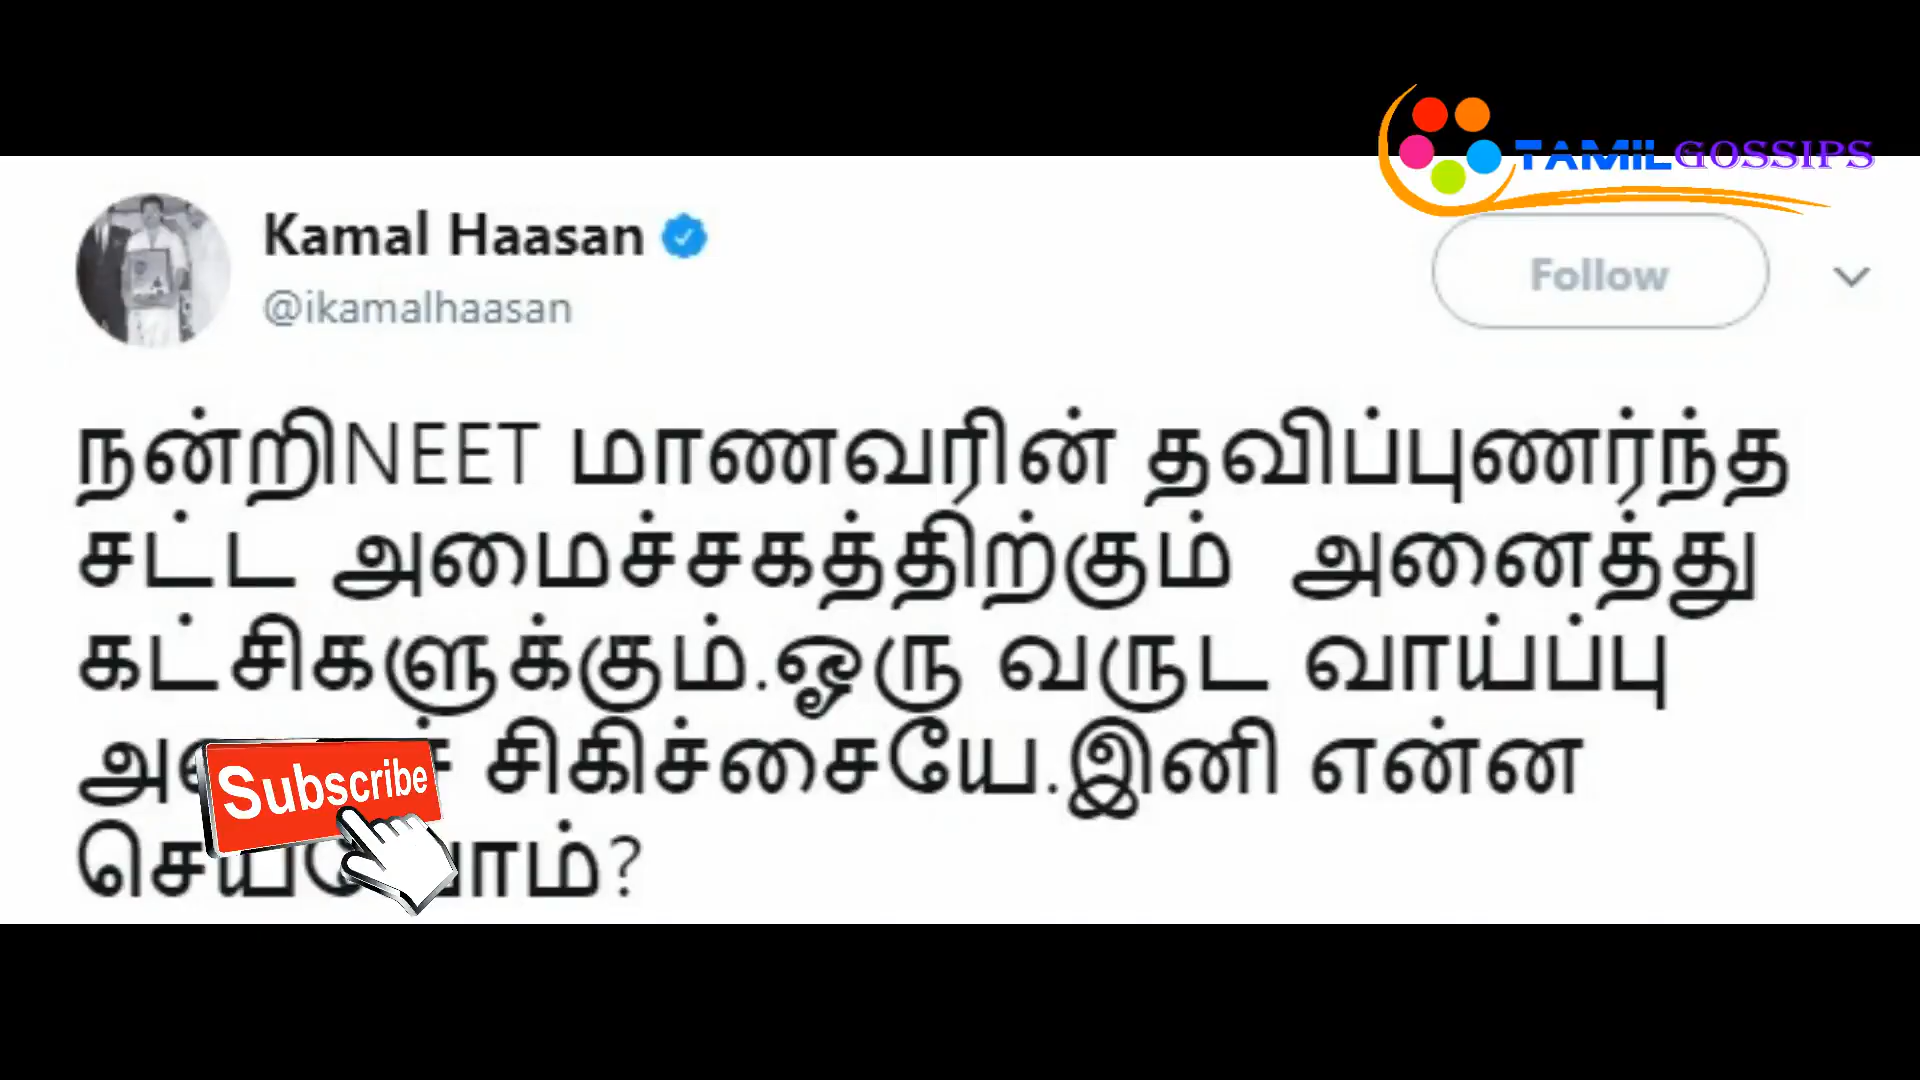 TAMILGOSSIPS
Kamal Haasan
@ikamalhaasan
Follow
நன்றிNEET மாணவரின் தவிப்புணர்ந்த
சட்ட அமைச்சகத்திற்கும் அனைத்து
கட்சிகளுக்கும்.ஓரு வருட வாய்ப்பு
சிகிச்சையே.இனி என்ன
Subscribe